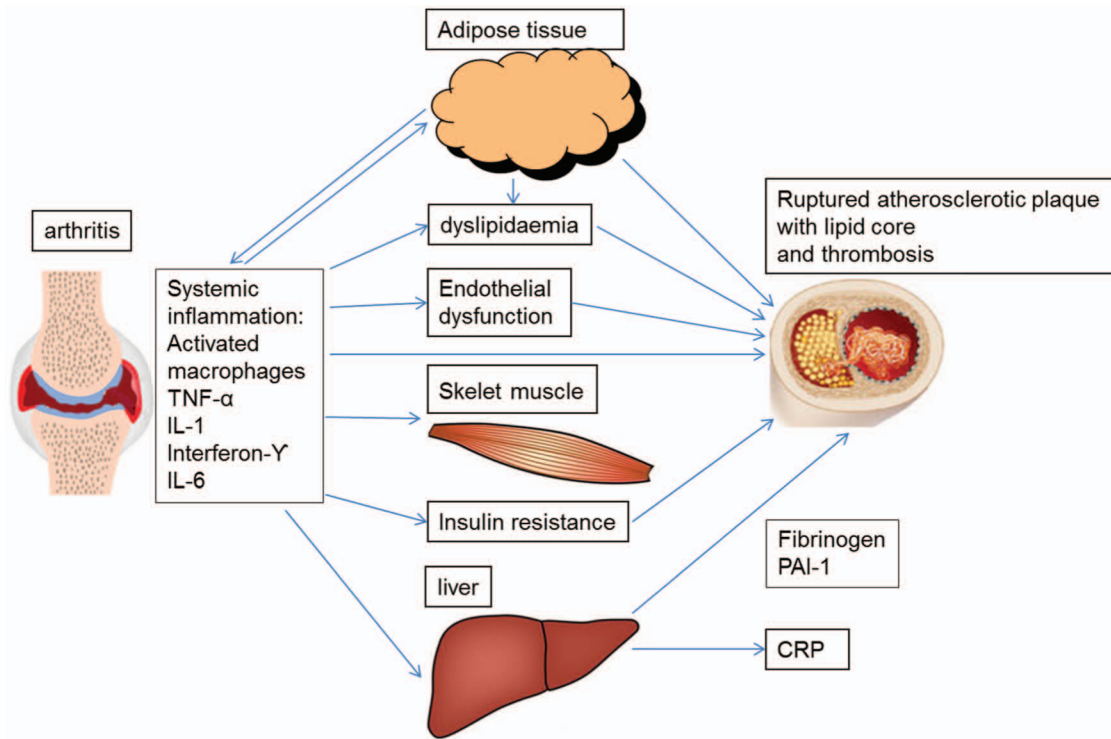 Adipose tissue
arthritis
Systemic
inflammation:
Activated
macrophages
TNF-α
IL-1
Interferon-ϒ
IL-6
dyslipidaemia
Endothelial
dysfunction
Skelet muscle
Insulin resistance
liver
Ruptured atherosclerotic plaque
with lipid core
and thrombosis
Fibrinogen
PAI-1
CRP